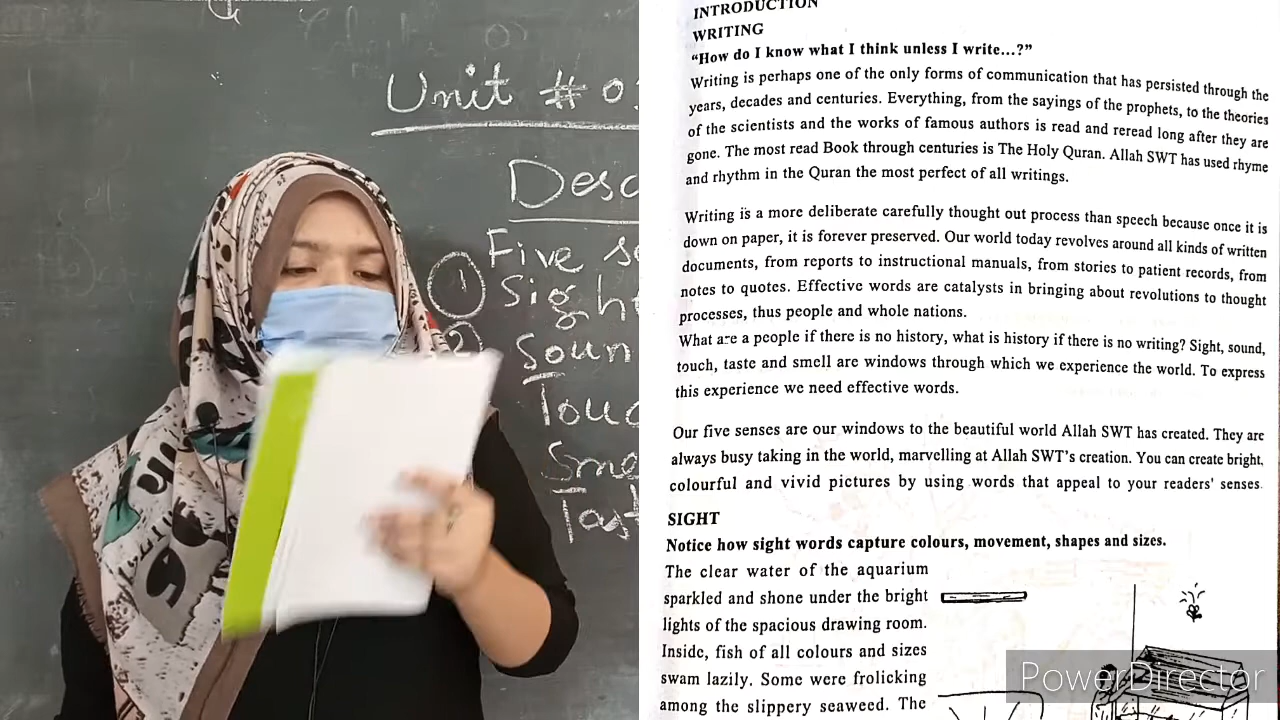 Unit #
Desc
Five s
1 Sight
2 Soun
Touc
Sme
Tast
INTRODUCTION
WRITING
“How do I know what I think unless I write...?”
Writing is perhaps one of the only forms of communication that has persisted through the
years, decades and centuries. Everything, from the sayings of the prophets, to the theories
of the scientists and the works of famous authors is read and reread long after they are
gone. The most read Book through centuries is The Holy Quran. Allah SWT has used rhyme
and rhythm in the Quran the most perfect of all writings.
Writing is a more deliberate carefully thought out process than speech because once it is
down on paper, it is forever preserved. Our world today revolves around all kinds of written
documents, from reports to instructional manuals, from stories to patient records, from
notes to quotes. Effective words are catalysts in bringing about revolutions to thought
processes, thus people and whole nations.
What are a people if there is no history, what is history if there is no writing? Sight, sound,
touch, taste and smell are windows through which we experience the world. To express
this experience we need effective words.
Our five senses are our windows to the beautiful world Allah SWT has created. They are
always busy taking in the world, marvelling at Allah SWT's creation. You can create bright,
colourful and vivid pictures by using words that appeal to your readers' senses.
SIGHT
Notice how sight words capture colours, movement, shapes and sizes.
The clear water of the aquarium
sparkled and shone under the bright
lights of the spacious drawing room.
Inside, fish of all colours and sizes
swam lazily. Some were frolicking
among the slippery seaweed. The
PowerDirector